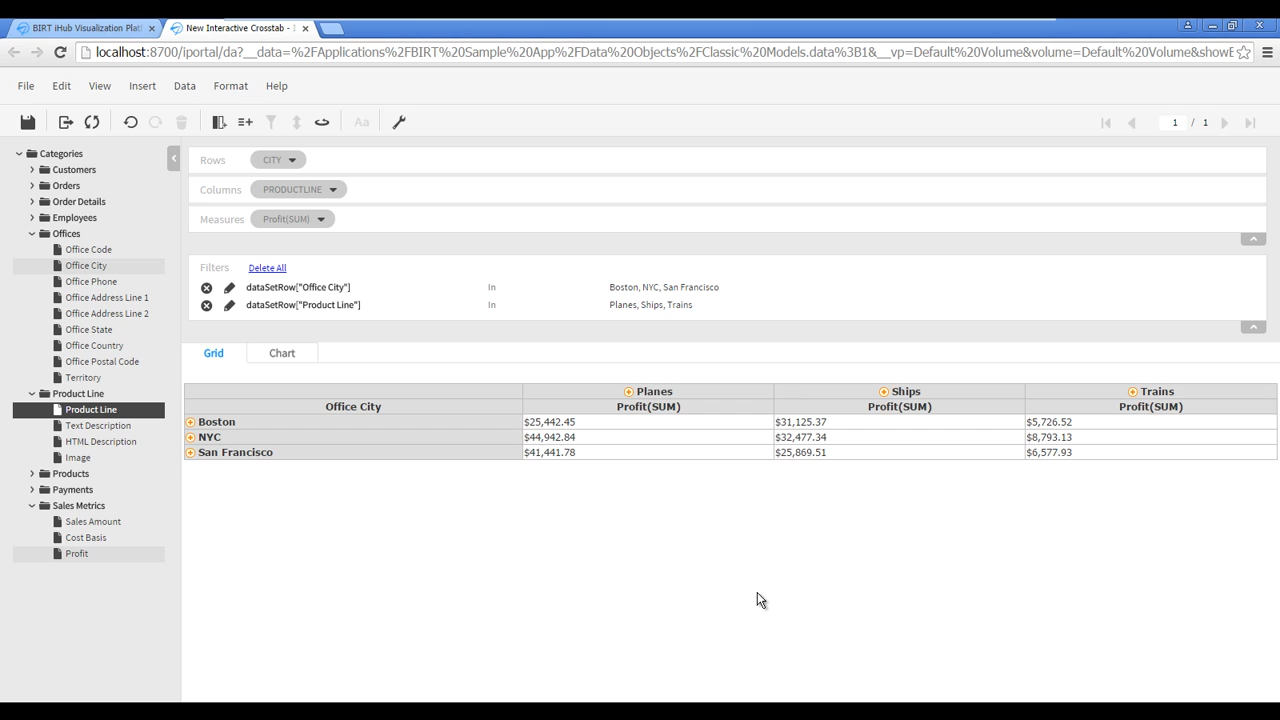 BIRT iHub Visualization Plat
New Interactive Crosstab -
localhost:8700/iportal/da?__data=%2FApplications%2FBIRT%20Sample%20App%2FData%20Objects%2FClassic%20Models.data%3B1&__vp=Default%20Volume&volume=Default%20Volume&showB
File Edit View Insert Data Format Help
Aa
1 / 1
Categories
Customers
Orders
Order Details
Employees
Offices
Office Code
Office City
Office Phone
Office Address Line 1
Office Address Line 2
Office State
Office Country
Office Postal Code
Territory
Product Line
Product Line
Text Description
HTML Description
Image
Products
Payments
Sales Metrics
Sales Amount
Cost Basis
Profit
Rows CITY
Columns PRODUCTLINE
Measures Profit(SUM)
Filters Delete All
dataSetRow["Office City"] In Boston, NYC, San Francisco
dataSetRow["Product Line"] In Planes, Ships, Trains
Grid Chart
Planes Ships Trains
Office City Profit(SUM) Profit(SUM) Profit(SUM)
Boston $25,442.45 $31,125.37 $5,726.52
NYC $44,942.84 $32,477.34 $8,793.13
San Francisco $41,441.78 $25,869.51 $6,577.93